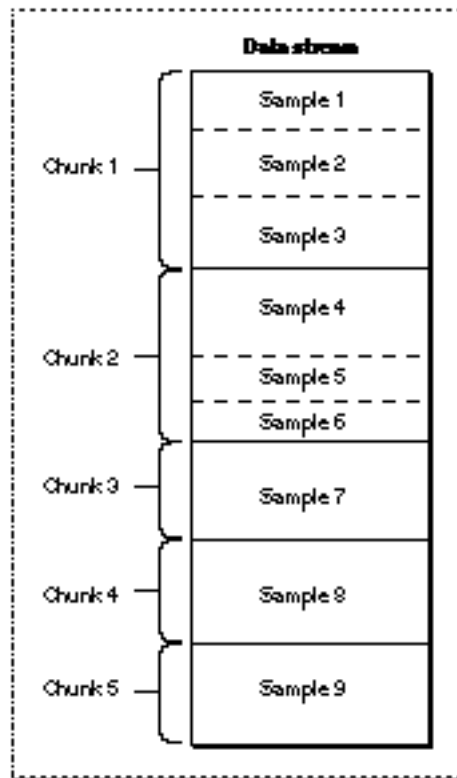 Data stream
Sample 1
Chunk 1
Sample 2
Sample 3
Sample 4
Chunk 2
Sample 5
Sample 6
Chunk 3
Sample 7
Chunk 4
Sample 8
Chunk 5
Sample 9